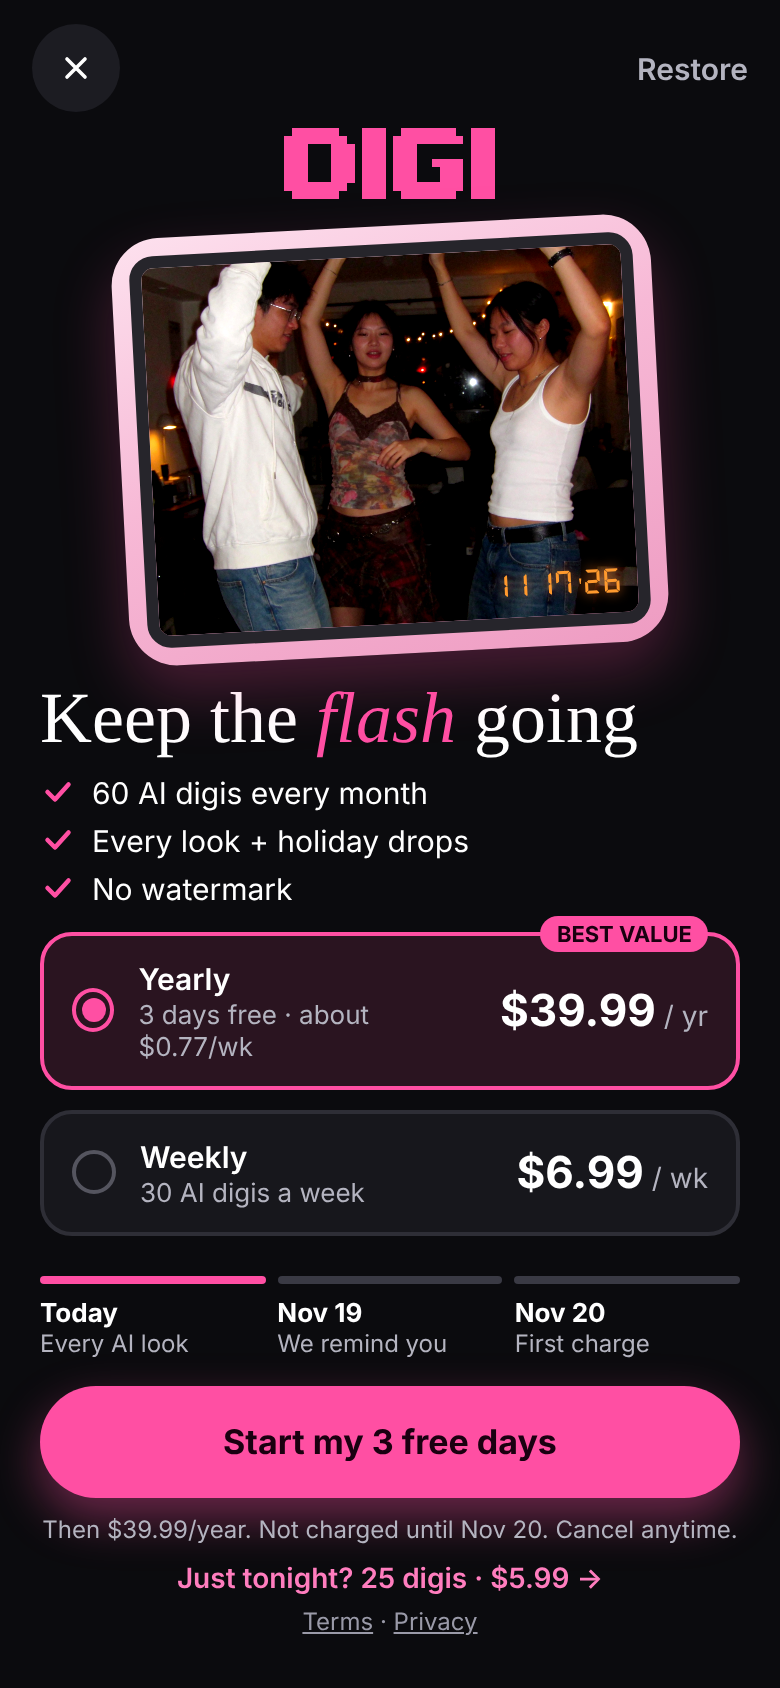 Restore
DIGI
11 17 '26
Keep the flash going
60 AI digis every month
Every look + holiday drops
No watermark
BEST VALUE
Yearly
3 days free · about
$0.77/wk
$39.99 / yr
Weekly
30 AI digis a week
$6.99 / wk
Today
Every AI look
Nov 19
We remind you
Nov 20
First charge
Start my 3 free days
Then $39.99/year. Not charged until Nov 20. Cancel anytime.
Just tonight? 25 digis · $5.99 →
Terms · Privacy